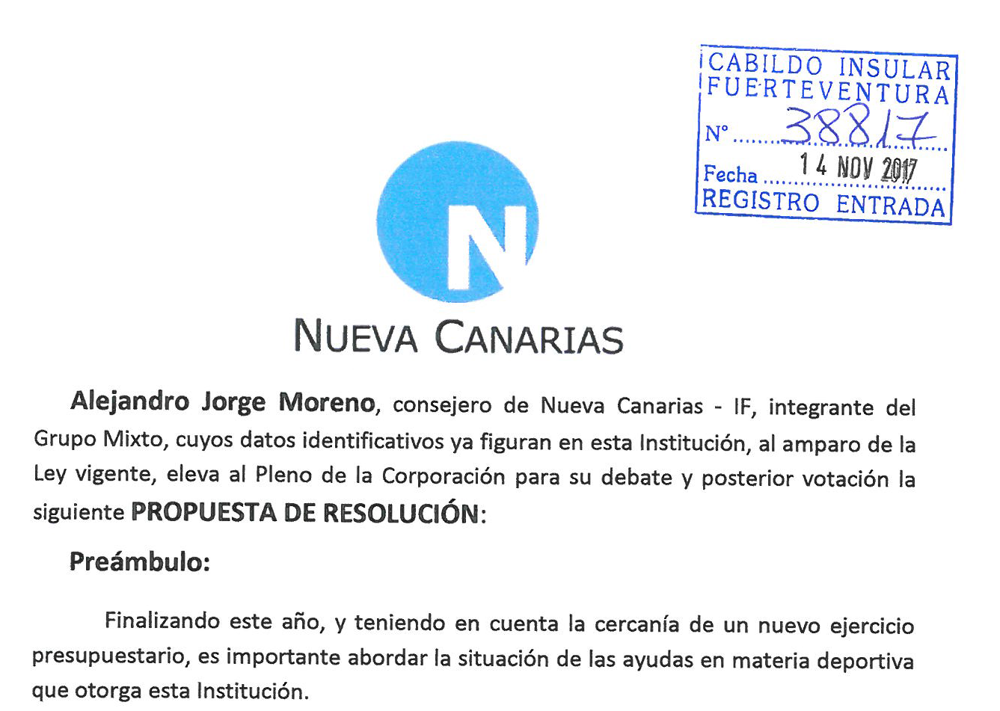 CABILDO INSULAR
FUERTEVENTURA
Nº 38817
Fecha 14 NOV 2017
REGISTRO ENTRADA
N
NUEVA CANARIAS
Alejandro Jorge Moreno, consejero de Nueva Canarias - IF, integrante del
Grupo Mixto, cuyos datos identificativos ya figuran en esta Institución, al amparo de la
Ley vigente, eleva al Pleno de la Corporación para su debate y posterior votación la
siguiente PROPUESTA DE RESOLUCIÓN:
Preámbulo:
Finalizando este año, y teniendo en cuenta la cercanía de un nuevo ejercicio
presupuestario, es importante abordar la situación de las ayudas en materia deportiva
que otorga esta Institución.